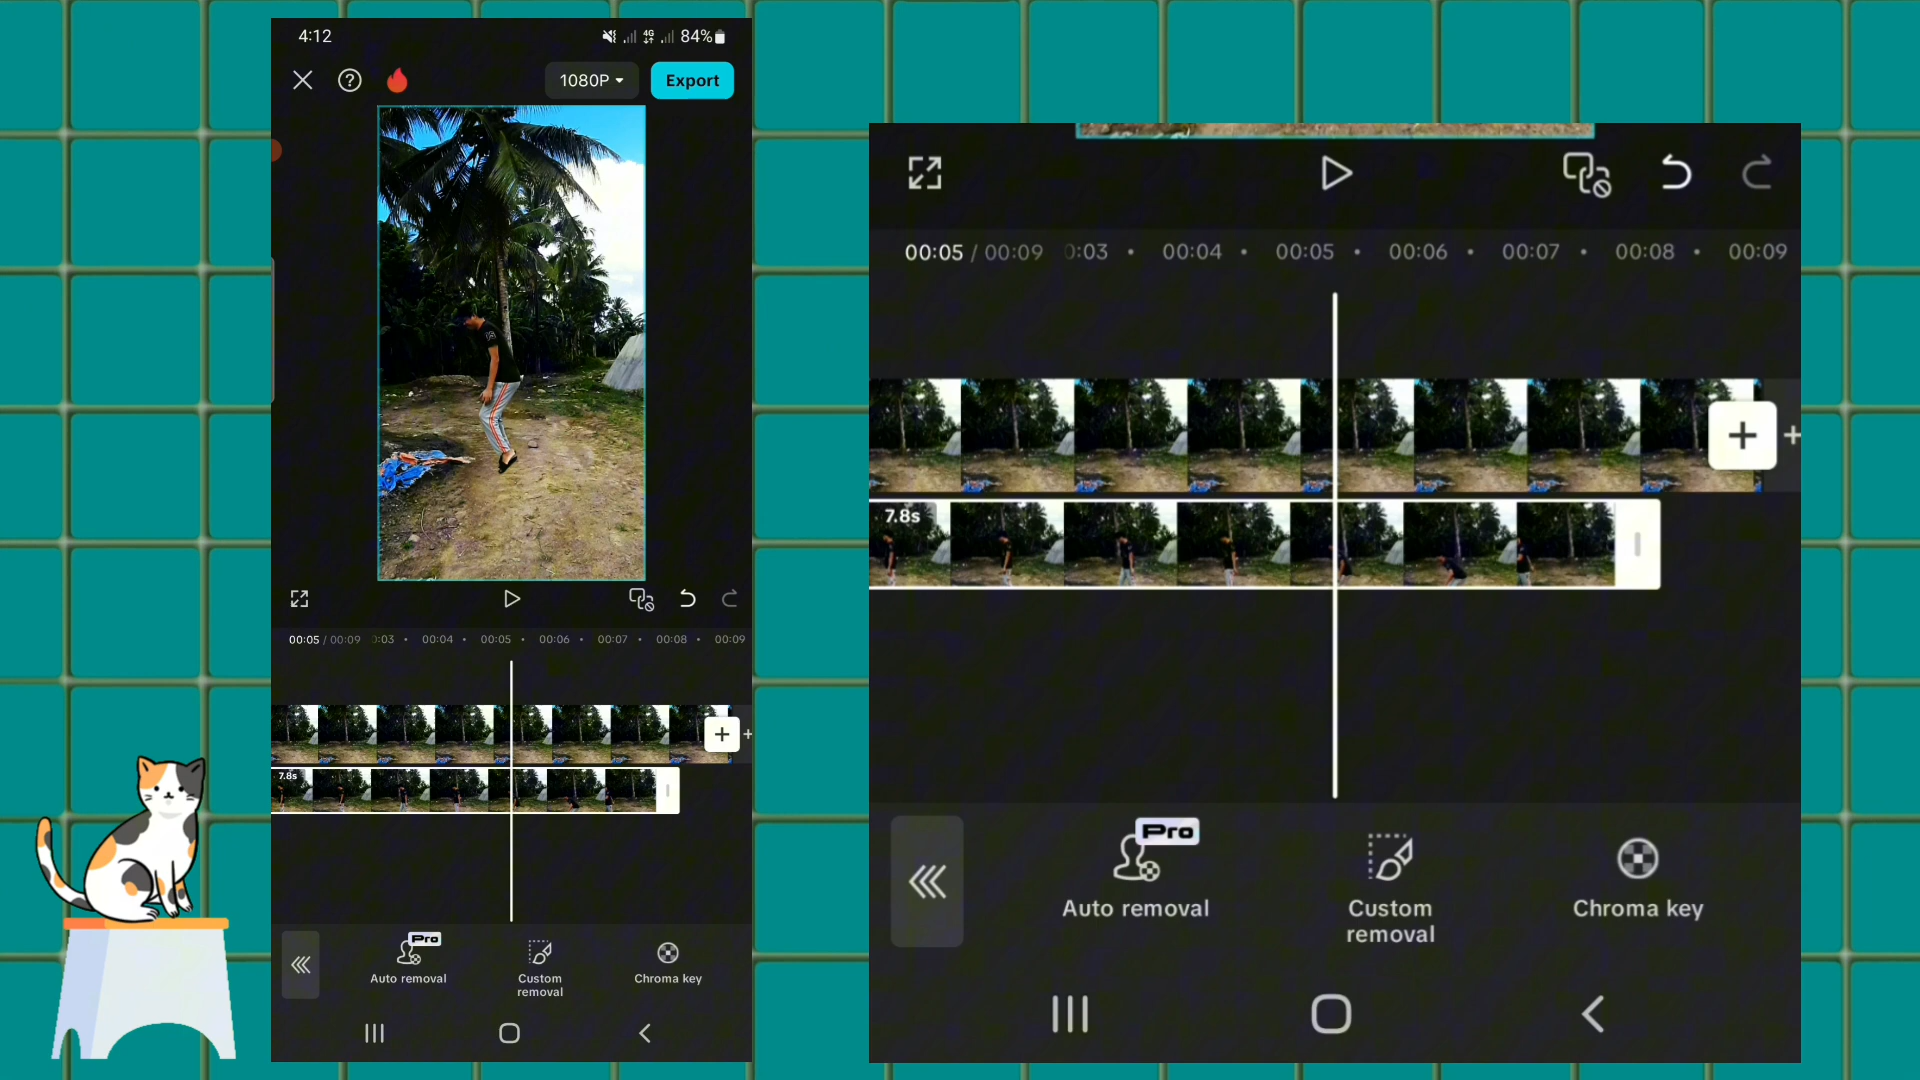 4:12
4G
84%
1080P
Export
00:05 / 00:09 0:03 • 00:04 • 00:05 • 00:06 • 00:07 • 00:08 • 00:09
7.8s
Pro
Auto removal
Custom
removal
Chroma key
00:05 / 00:09 0:03 • 00:04 • 00:05 • 00:06 • 00:07 • 00:08 • 00:09
7.8s
Pro
Auto removal
Custom
removal
Chroma key